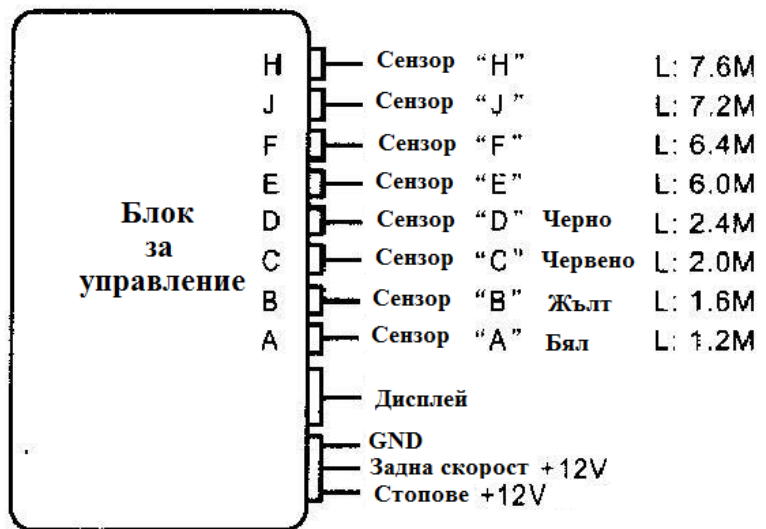 H Сензор "H" L: 7.6M
J Сензор "J" L: 7.2M
F Сензор "F" L: 6.4M
E Сензор "E" L: 6.0M
D Сензор "D" Черно L: 2.4M
C Сензор "C" Червено L: 2.0M
B Сензор "B" Жълт L: 1.6M
A Сензор "A" Бял L: 1.2M
Блок
за
управление
Дисплей
GND
Задна скорост +12V
Стопове +12V